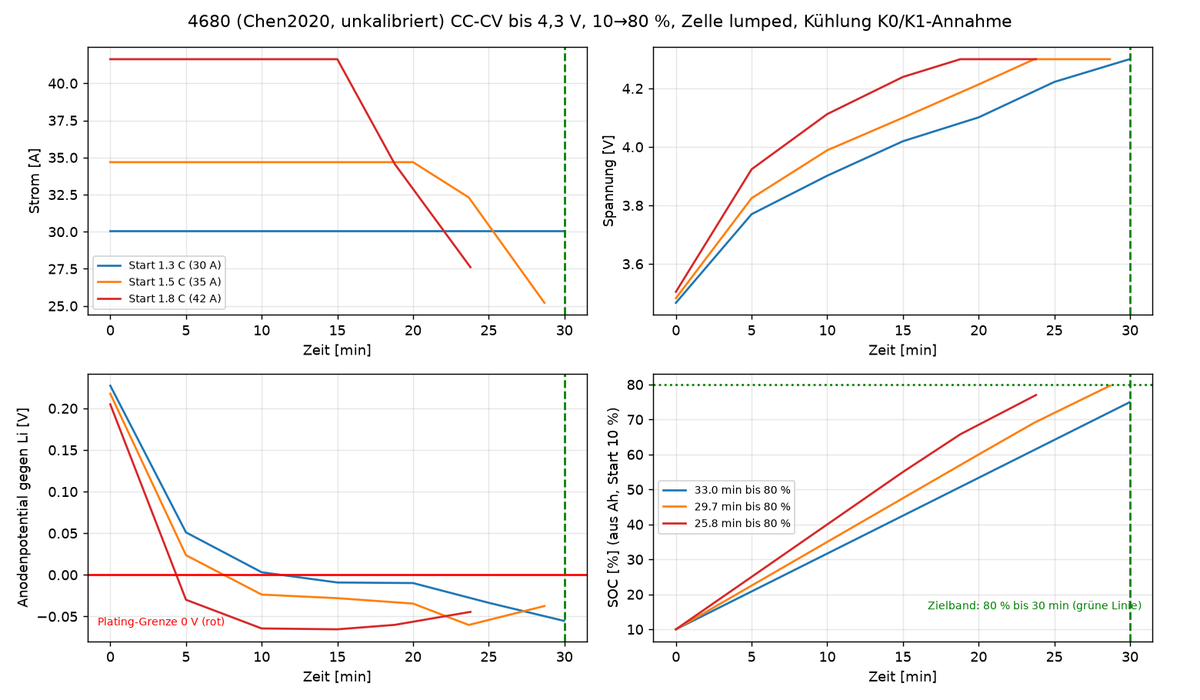 4680 (Chen2020, unkalibriert) CC-CV bis 4,3 V, 10→80 %, Zelle lumped, Kühlung K0/K1-Annahme
Strom [A]
40.0
37.5
35.0
32.5
30.0
27.5
25.0
Start 1.3 C (30 A)
Start 1.5 C (35 A)
Start 1.8 C (42 A)
0 5 10 15 20 25 30
Zeit [min]
Spannung [V]
4.2
4.0
3.8
3.6
0 5 10 15 20 25 30
Zeit [min]
Anodenpotential gegen Li [V]
0.20
0.15
0.10
0.05
0.00
−0.05
Plating-Grenze 0 V (rot)
0 5 10 15 20 25 30
Zeit [min]
SOC [%] (aus Ah, Start 10 %)
80
70
60
50
40
30
20
10
33.0 min bis 80 %
29.7 min bis 80 %
25.8 min bis 80 %
Zielband: 80 % bis 30 min (grüne Linie)
0 5 10 15 20 25 30
Zeit [min]